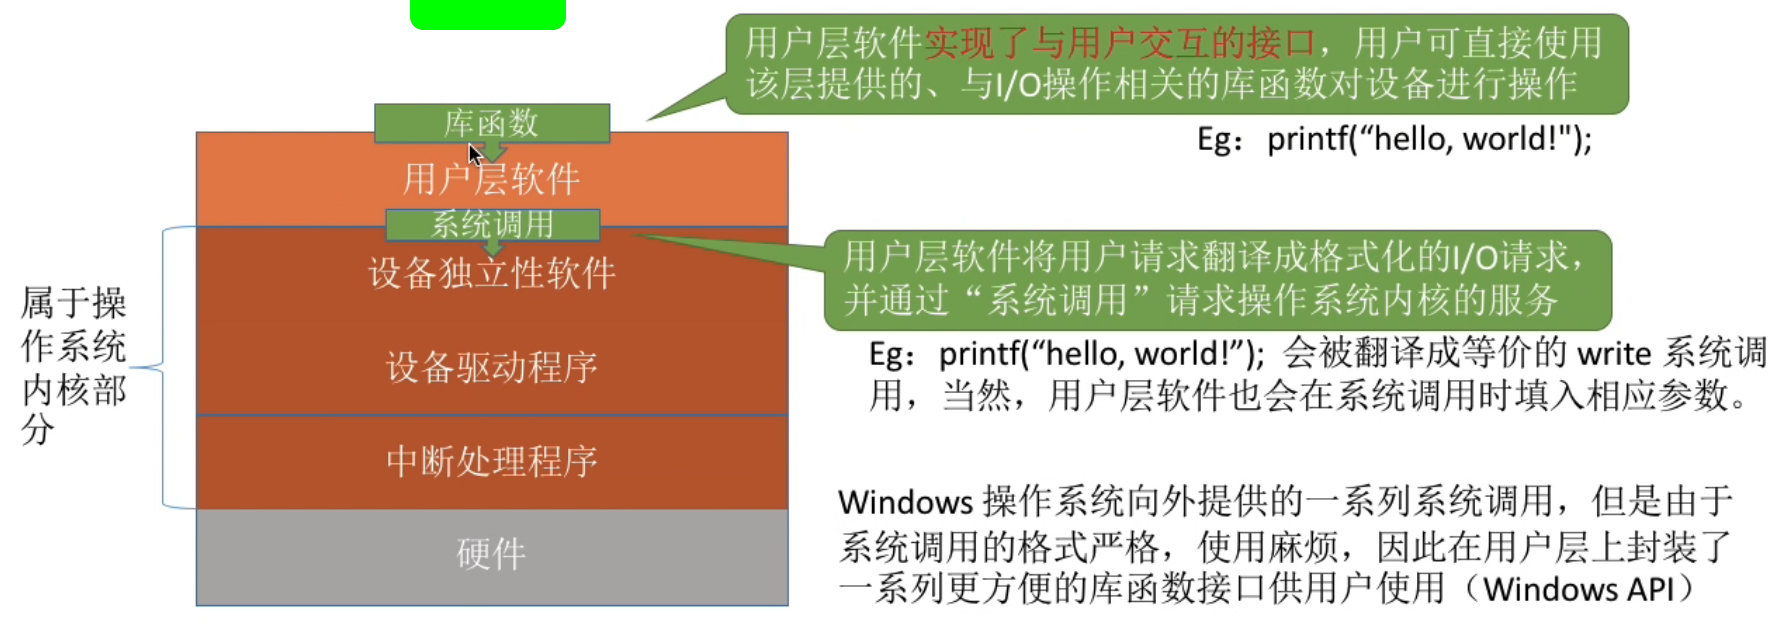 用户层软件实现了与用户交互的接口，用户可直接使用
该层提供的、与I/O操作相关的库函数对设备进行操作
Eg：printf(“hello, world!");
库函数
用户层软件
系统调用
设备独立性软件
设备驱动程序
中断处理程序
硬件
属于操
作系统
内核部
分
用户层软件将用户请求翻译成格式化的I/O请求，
并通过“系统调用”请求操作系统内核的服务
Eg：printf(“hello, world!”); 会被翻译成等价的 write 系统调
用，当然，用户层软件也会在系统调用时填入相应参数。
Windows 操作系统向外提供的一系列系统调用，但是由于
系统调用的格式严格，使用麻烦，因此在用户层上封装了
一系列更方便的库函数接口供用户使用（Windows API）